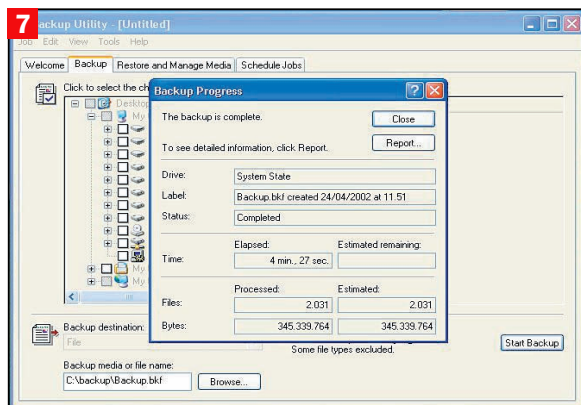 7
Backup Utility - [Untitled]
Job Edit View Tools Help
Welcome Backup Restore and Manage Media Schedule Jobs
Click to select the ch
Desktop
My
Backup Progress
The backup is complete.
Close
To see detailed information, click Report.
Report...
Drive: System State
Label: Backup.bkf created 24/04/2002 at 11.51
Status: Completed
Elapsed: Estimated remaining:
Time: 4 min., 27 sec.
Processed: Estimated:
Files: 2.031 2.031
Bytes: 345.339.764 345.339.764
My
My
Backup destination:
File
Some file types excluded.
Start Backup
Backup media or file name:
C:\backup\Backup.bkf Browse...